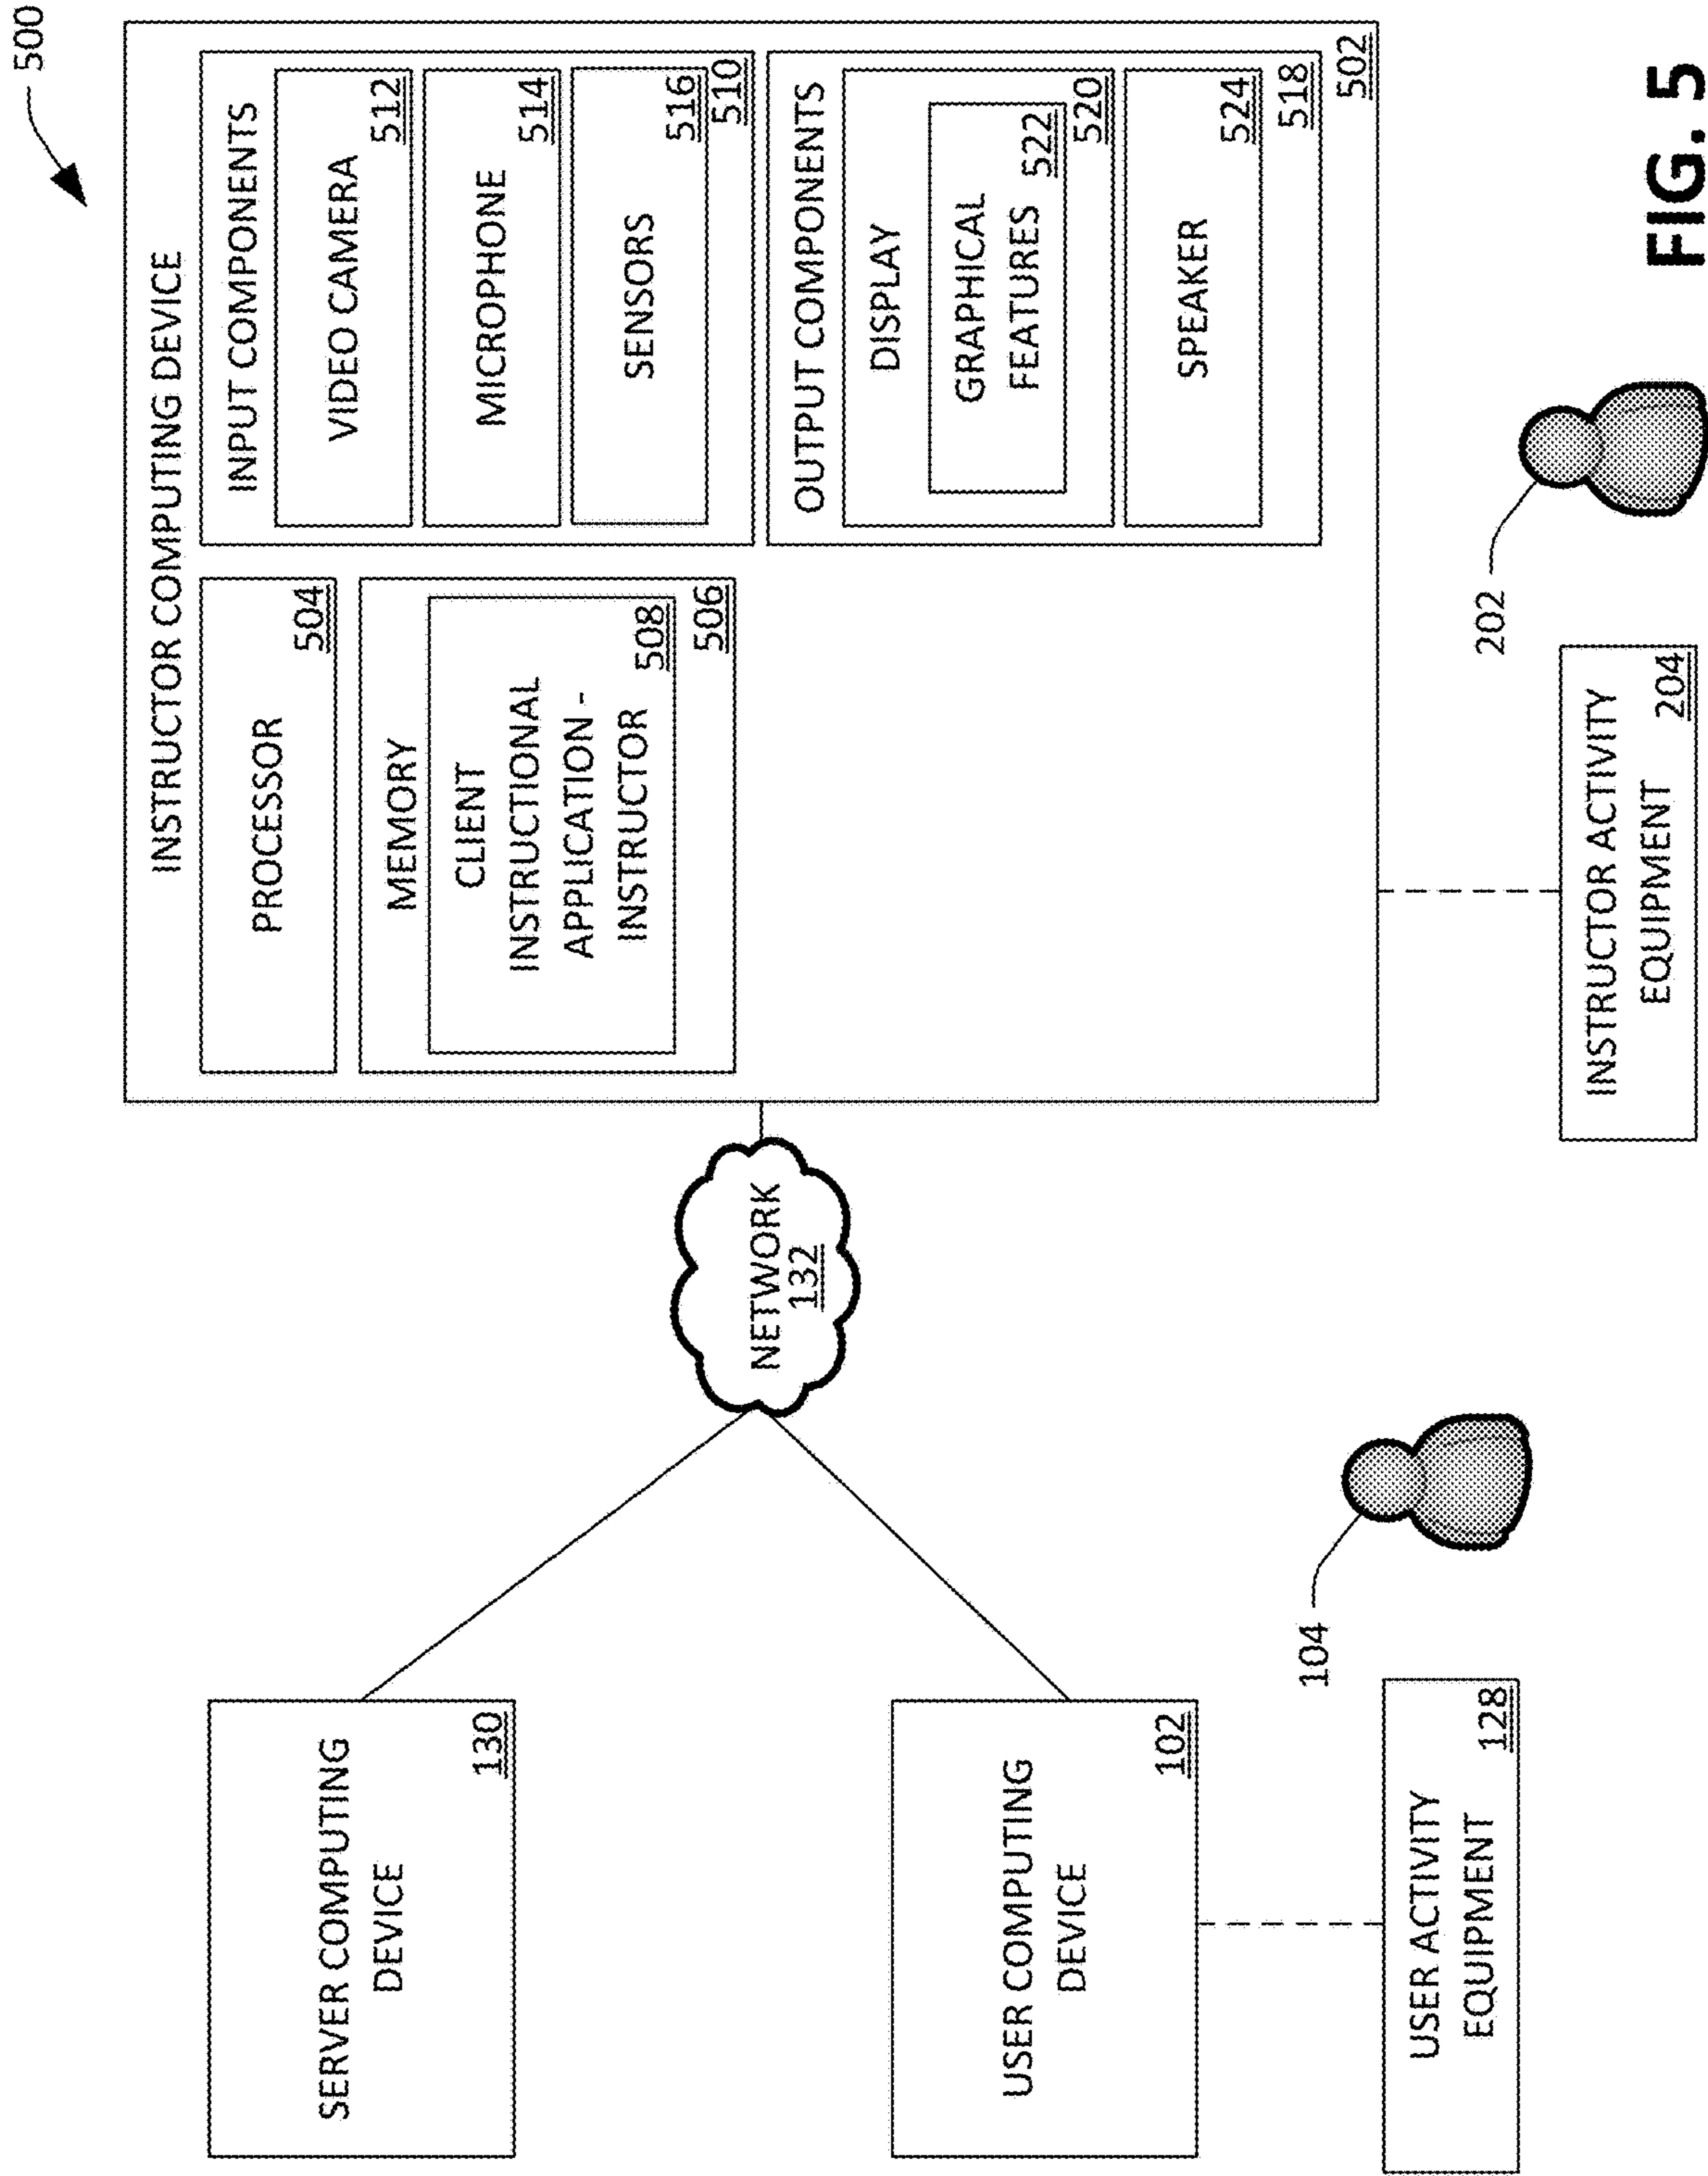 500
SERVER COMPUTING
DEVICE
130
USER COMPUTING
DEVICE
102
USER ACTIVITY
EQUIPMENT
128
104
NETWORK
132
INSTRUCTOR COMPUTING DEVICE
PROCESSOR
504
MEMORY
CLIENT
INSTRUCTIONAL
APPLICATION -
INSTRUCTOR
508
506
INPUT COMPONENTS
VIDEO CAMERA
512
MICROPHONE
514
SENSORS
516
510
OUTPUT COMPONENTS
DISPLAY
GRAPHICAL
FEATURES
522
520
SPEAKER
524
518
502
INSTRUCTOR ACTIVITY
EQUIPMENT
204
202
FIG. 5